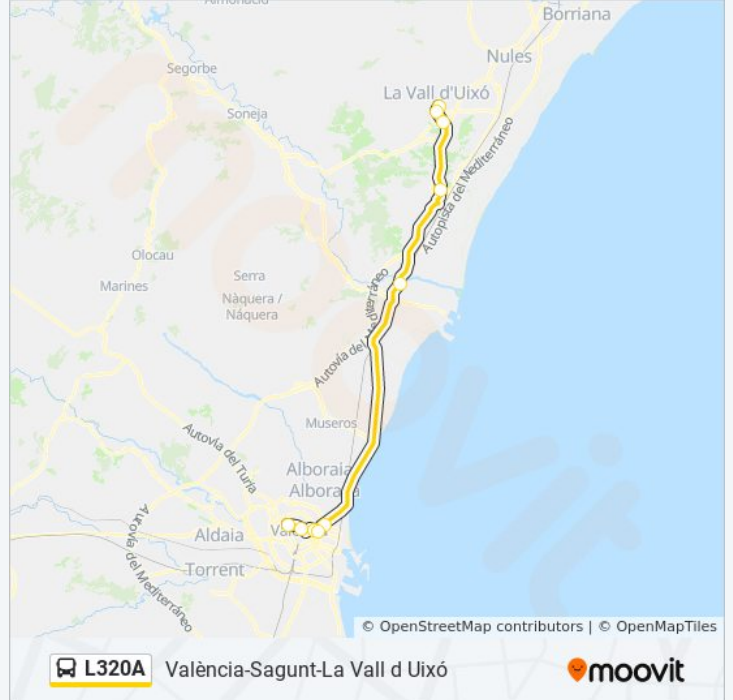 Borriana
Nules
Segorbe
La Vall d'Uixó
Soneja
Autopista del Mediterráneo
Olocau
Serra
Marines
Nàquera /
Náquera
Autovía del Mediterráneo
Museros
Autovía del Turia
Alboraia
Alboraya
Aldaia
Torrent
Autovía del Mediterráneo
© OpenStreetMap contributors | © OpenMapTiles
L320A València-Sagunt-La Vall d Uixó
moovit